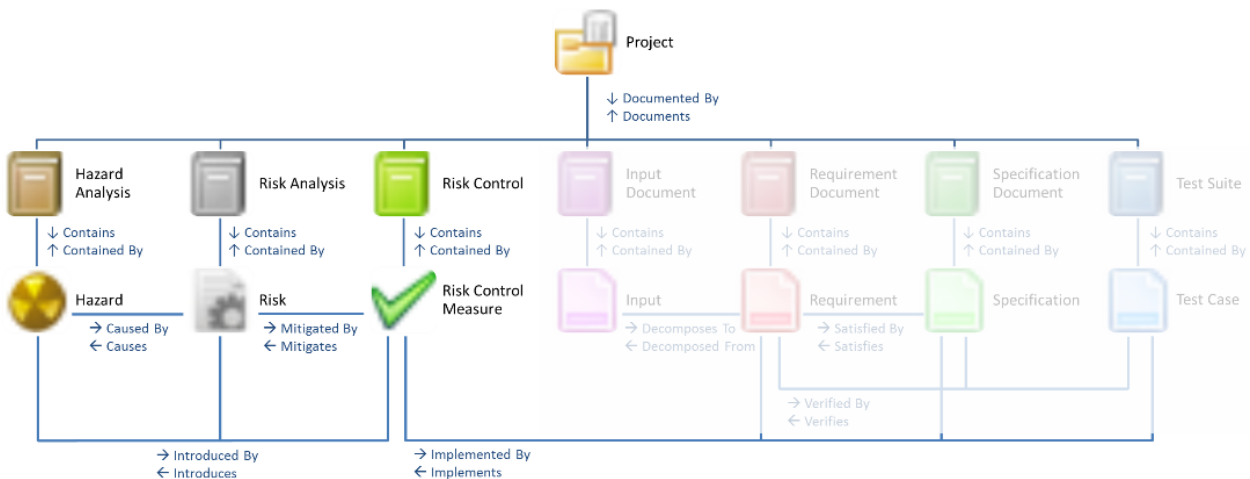 Project
↓ Documented By
↑ Documents
Hazard
Analysis
Risk Analysis
Risk Control
Input
Document
Requirement
Document
Specification
Document
Test Suite
↓ Contains
↑ Contained By
↓ Contains
↑ Contained By
↓ Contains
↑ Contained By
↓ Contains
↑ Contained By
↓ Contains
↑ Contained By
↓ Contains
↑ Contained By
↓ Contains
↑ Contained By
Hazard
Risk
Risk Control
Measure
Input
Requirement
Specification
Test Case
→ Caused By
← Causes
→ Mitigated By
← Mitigates
→ Decomposes To
← Decomposed From
→ Satisfied By
← Satisfies
→ Verified By
← Verifies
→ Introduced By
← Introduces
→ Implemented By
← Implements